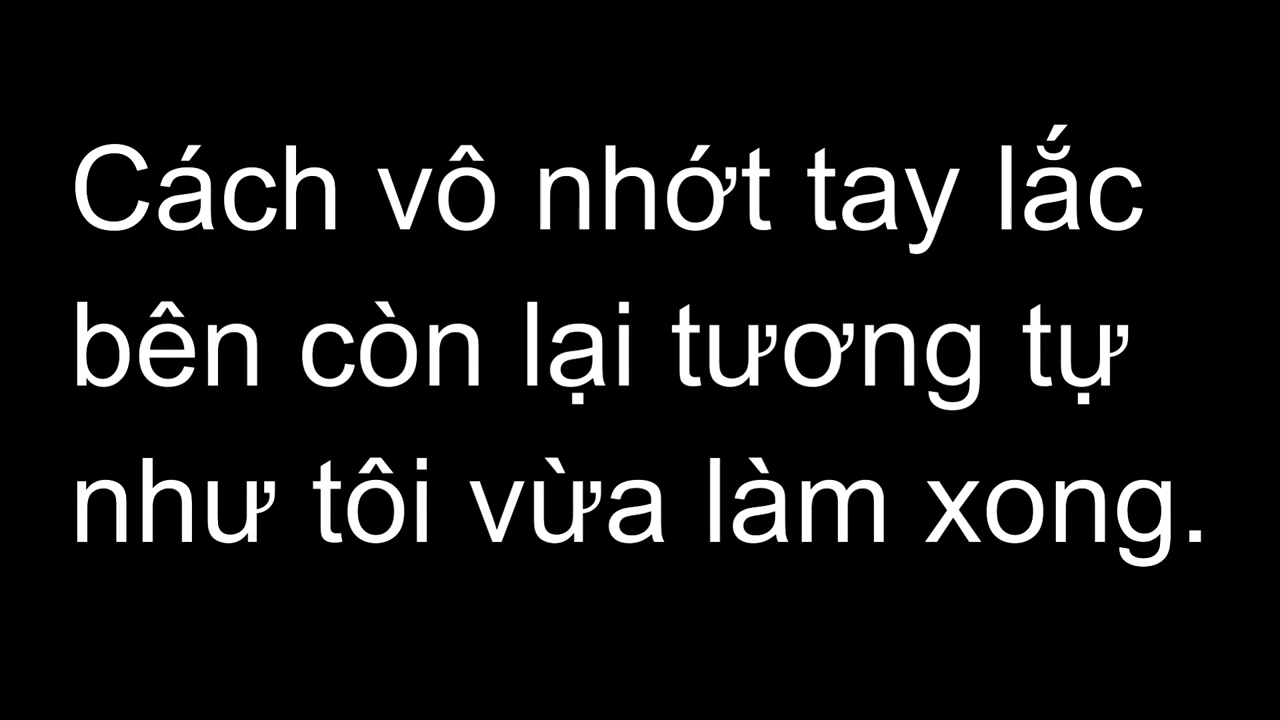 Cách vô nhớt tay lắc
bên còn lại tương tự
như tôi vừa làm xong.